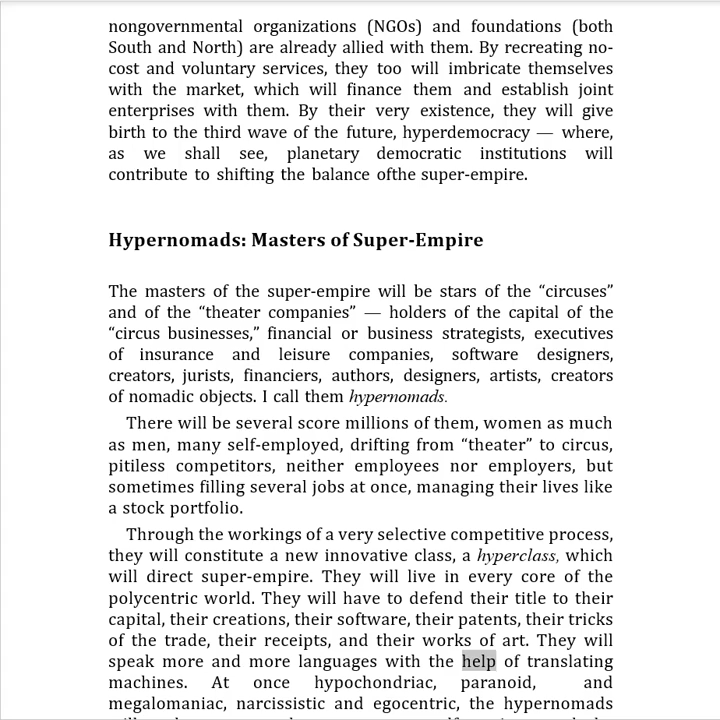 nongovernmental organizations (NGOs) and foundations (both
South and North) are already allied with them. By recreating no-
cost and voluntary services, they too will imbricate themselves
with the market, which will finance them and establish joint
enterprises with them. By their very existence, they will give
birth to the third wave of the future, hyperdemocracy — where,
as we shall see, planetary democratic institutions will
contribute to shifting the balance ofthe super-empire.
Hypernomads: Masters of Super-Empire
The masters of the super-empire will be stars of the “circuses”
and of the “theater companies” — holders of the capital of the
“circus businesses,” financial or business strategists, executives
of insurance and leisure companies, software designers,
creators, jurists, financiers, authors, designers, artists, creators
of nomadic objects. I call them hypernomads.
There will be several score millions of them, women as much
as men, many self-employed, drifting from “theater” to circus,
pitiless competitors, neither employees nor employers, but
sometimes filling several jobs at once, managing their lives like
a stock portfolio.
Through the workings of a very selective competitive process,
they will constitute a new innovative class, a hyperclass, which
will direct super-empire. They will live in every core of the
polycentric world. They will have to defend their title to their
capital, their creations, their software, their patents, their tricks
of the trade, their receipts, and their works of art. They will
speak more and more languages with the help of translating
machines. At once hypochondriac, paranoid, and
megalomaniac, narcissistic and egocentric, the hypernomads